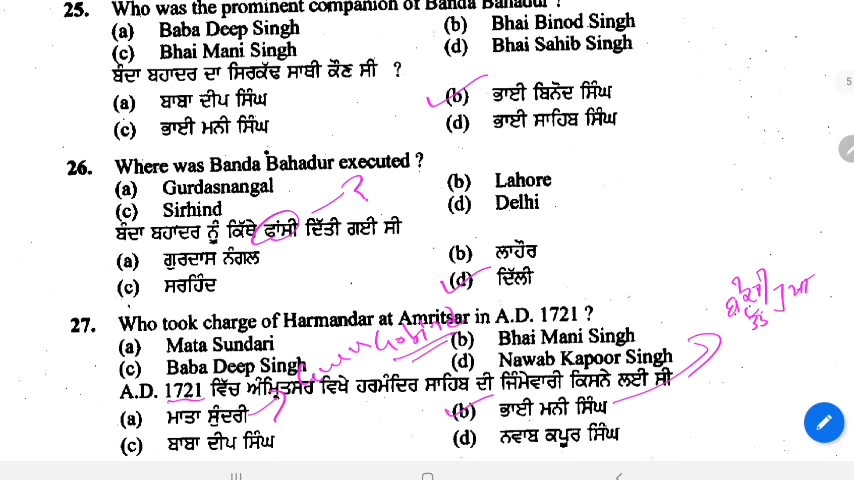 25. Who was the prominent companion of Banda Bahadur ?
(a) Baba Deep Singh (b) Bhai Binod Singh
(c) Bhai Mani Singh (d) Bhai Sahib Singh
ਬੰਦਾ ਬਹਾਦਰ ਦਾ ਸਿਰਕੱਢ ਸਾਥੀ ਕੌਣ ਸੀ ?
(a) ਬਾਬਾ ਦੀਪ ਸਿੰਘ (b) ਭਾਈ ਬਿਨੋਦ ਸਿੰਘ
(c) ਭਾਈ ਮਨੀ ਸਿੰਘ (d) ਭਾਈ ਸਾਹਿਬ ਸਿੰਘ
5
26. Where was Banda Bahadur executed ?
(a) Gurdasnangal (b) Lahore
(c) Sirhind (d) Delhi
?
ਬੰਦਾ ਬਹਾਦਰ ਨੂੰ ਕਿੱਥੇ ਫਾਂਸੀ ਦਿੱਤੀ ਗਈ ਸੀ
(a) ਗੁਰਦਾਸ ਨੰਗਲ (b) ਲਾਹੌਰ
(c) ਸਰਹਿੰਦ (d) ਦਿੱਲੀ
27. Who took charge of Harmandar at Amritsar in A.D. 1721 ?
(a) Mata Sundari (b) Bhai Mani Singh
(c) Baba Deep Singh (d) Nawab Kapoor Singh
A.D. 1721 ਵਿੱਚ ਅੰਮ੍ਰਿਤਸਰ ਵਿਖੇ ਹਰਮੰਦਿਰ ਸਾਹਿਬ ਦੀ ਜਿੰਮੇਵਾਰੀ ਕਿਸਨੇ ਲਈ ਸੀ
(a) ਮਾਤਾ ਸੁੰਦਰੀ (b) ਭਾਈ ਮਨੀ ਸਿੰਘ
(c) ਬਾਬਾ ਦੀਪ ਸਿੰਘ (d) ਨਵਾਬ ਕਪੂਰ ਸਿੰਘ